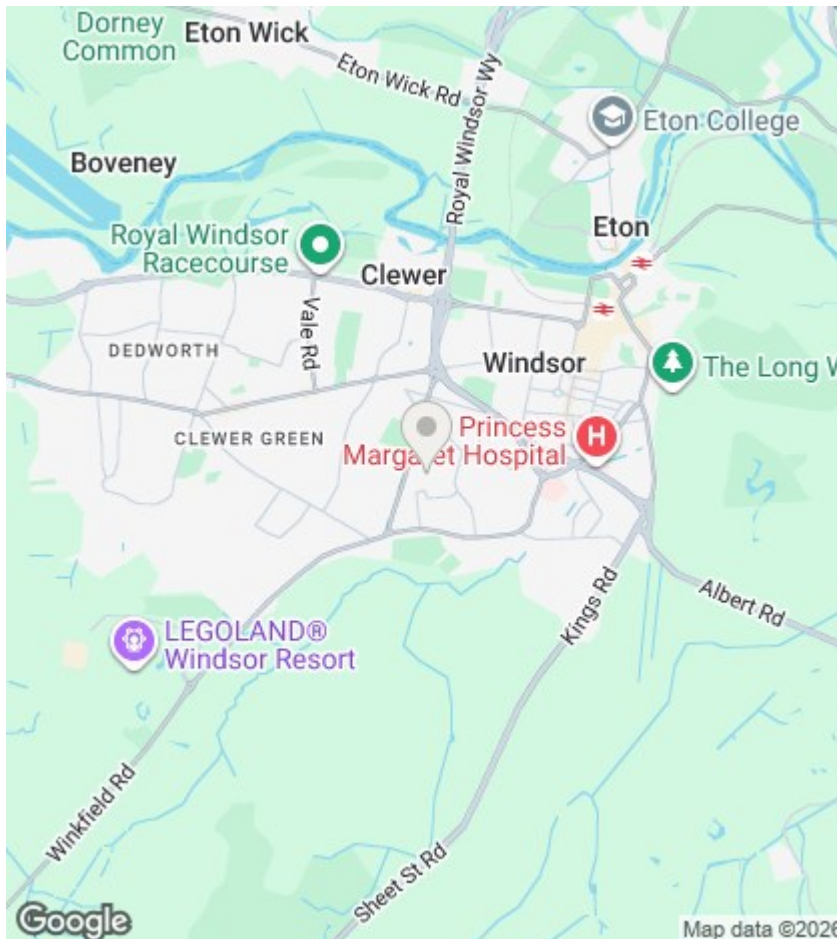 Dorney
Common
Eton Wick
Eton Wick Rd
Royal Windsor Wy
Eton College
Boveney
Eton
Royal Windsor
Racecourse
Clewer
Vale Rd
DEDWORTH
Windsor
The Long W
CLEWER GREEN
Princess
Margaret Hospital
H
Kings Rd
Albert Rd
LEGOLAND®
Windsor Resort
Winkfield Rd
Sheet St Rd
Google
Map data ©2026